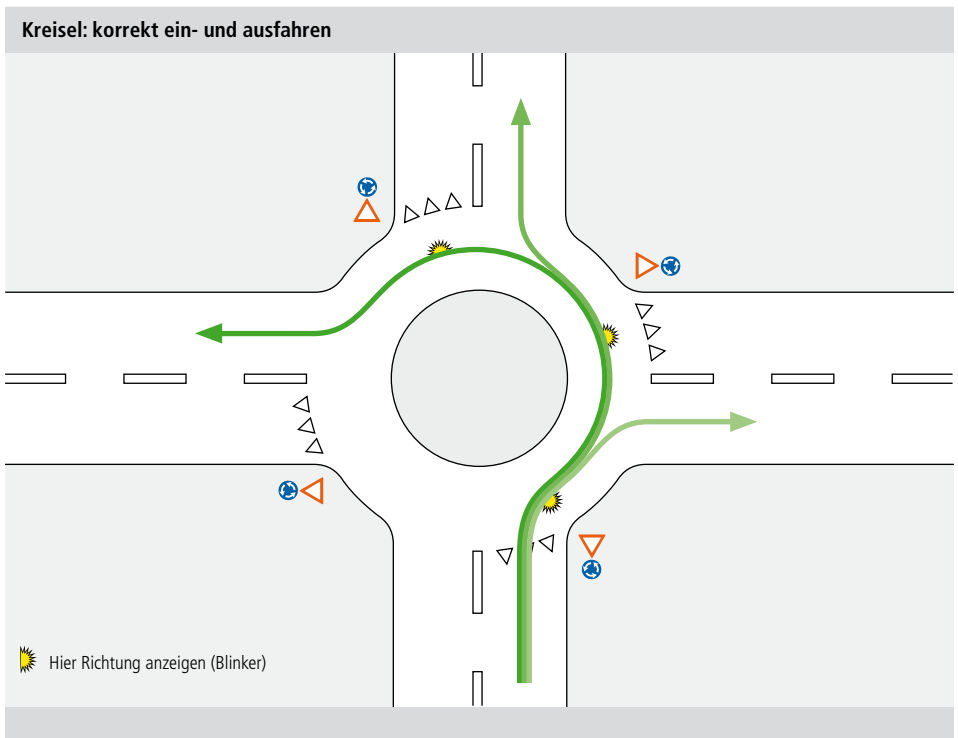 Kreisel: korrekt ein- und ausfahren
Hier Richtung anzeigen (Blinker)